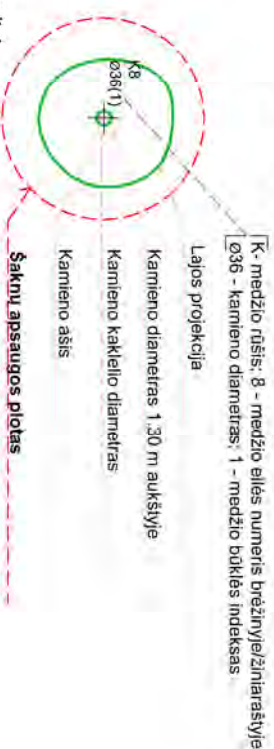 K8
ø36(1)
K- medžio rūšis; 8 - medžio eilės numeris brėžinyje/žiniaraštyje
ø36 - kamieno diametras; 1 - medžio būklės indeksas
Lajos projekcija
Kamieno diametras 1,30 m aukštyje
Kamieno kaklelio diametras
Kamieno ašis
Šaknų apsaugos plotas